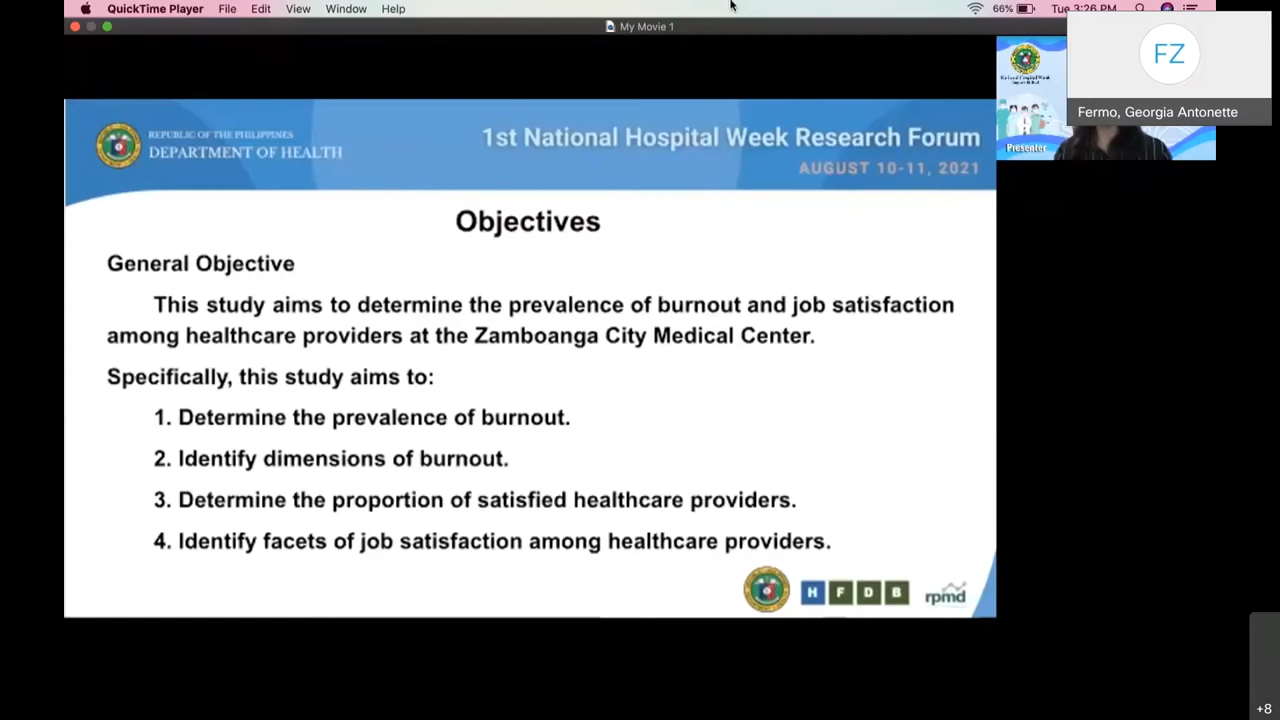 QuickTime Player File Edit View Window Help 66% Tue 3:26 PM
My Movie 1
FZ
Fermo, Georgia Antonette
Presenter
REPUBLIC OF THE PHILIPPINES
DEPARTMENT OF HEALTH
1st National Hospital Week Research Forum
AUGUST 10-11, 2021
Objectives
General Objective
This study aims to determine the prevalence of burnout and job satisfaction
among healthcare providers at the Zamboanga City Medical Center.
Specifically, this study aims to:
1. Determine the prevalence of burnout.
2. Identify dimensions of burnout.
3. Determine the proportion of satisfied healthcare providers.
4. Identify facets of job satisfaction among healthcare providers.
H F D B
rpmd
+8